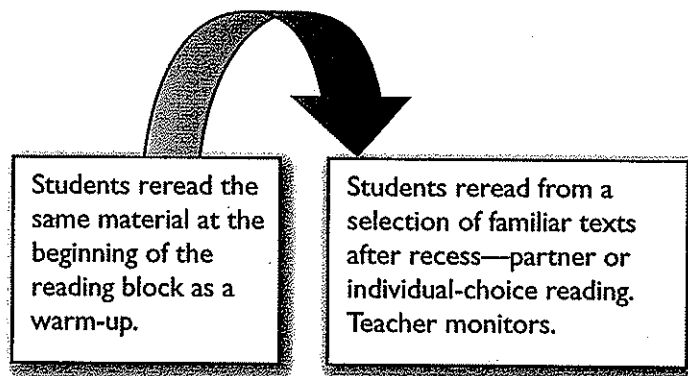 Students reread the
same material at the
beginning of the
reading block as a
warm-up.
Students reread from a
selection of familiar texts
after recess—partner or
individual-choice reading.
Teacher monitors.